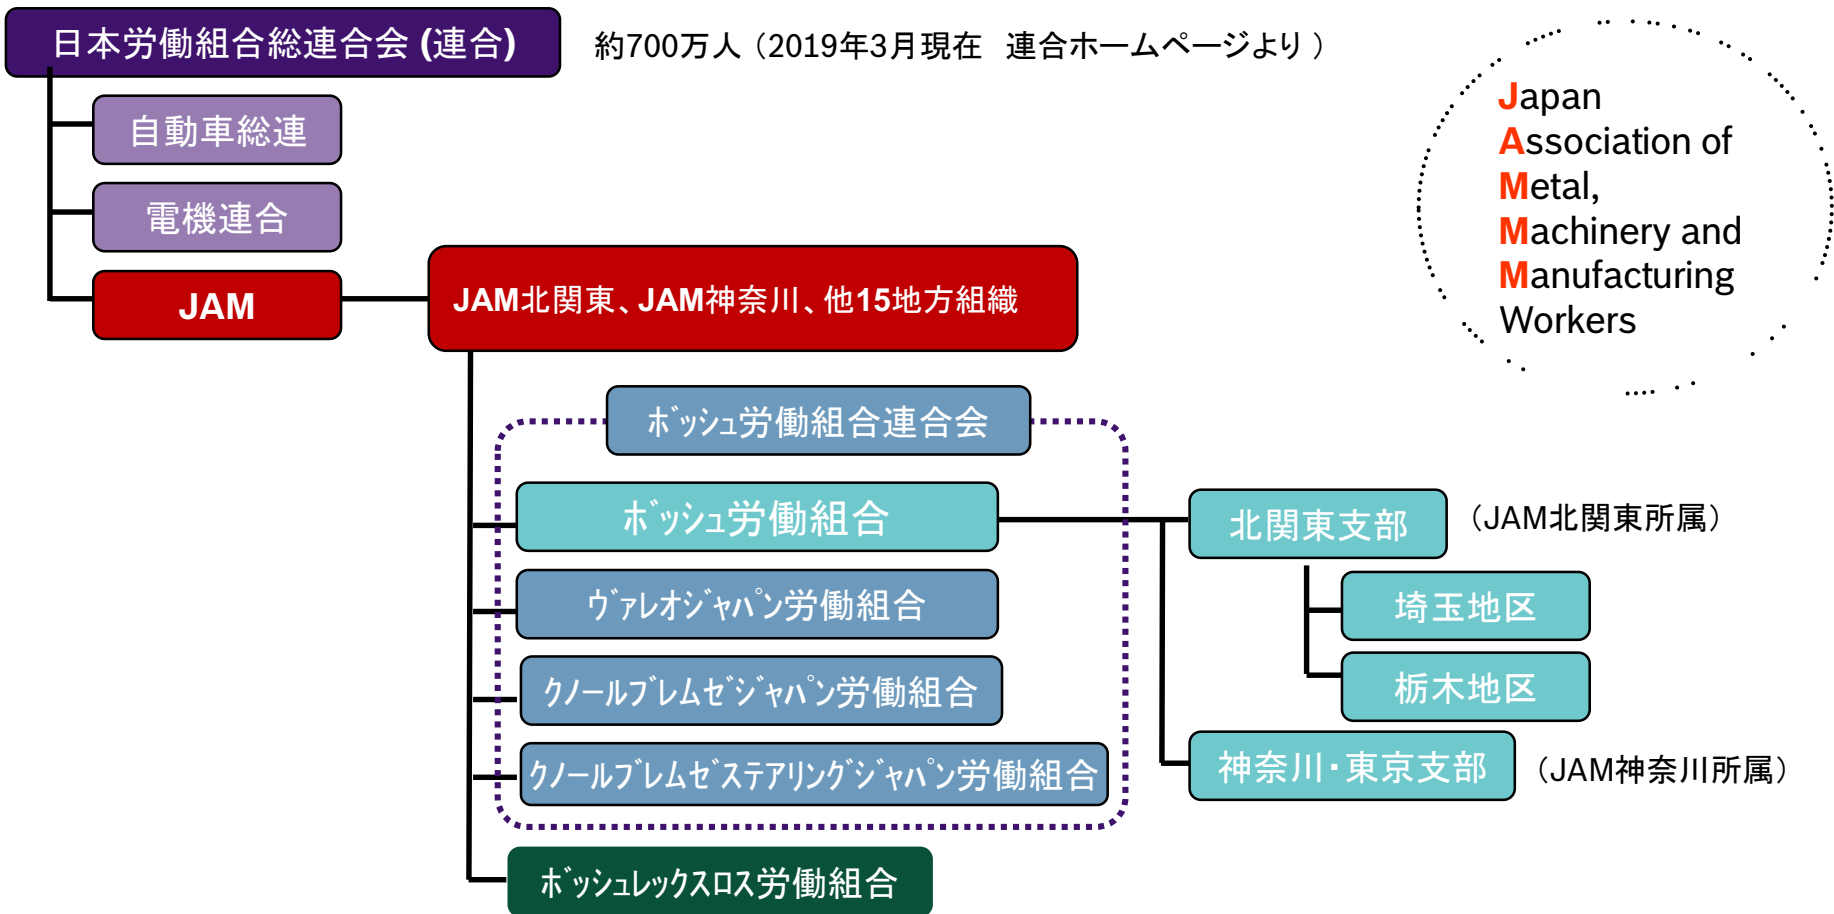 日本労働組合総連合会 (連合)
約700万人（2019年3月現在　連合ホームページより ）
自動車総連
電機連合
JAM
JAM北関東、JAM神奈川、他15地方組織
Japan
Association of
Metal,
Machinery and
Manufacturing
Workers
ﾎﾞｯｼｭ労働組合連合会
ﾎﾞｯｼｭ労働組合
ｳﾞｧﾚｵｼﾞｬﾊﾟﾝ労働組合
ｸﾉｰﾙﾌﾞﾚﾑｾﾞｼﾞｬﾊﾟﾝ労働組合
ｸﾉｰﾙﾌﾞﾚﾑｾﾞｽﾃｱﾘﾝｸﾞｼﾞｬﾊﾟﾝ労働組合
ﾎﾞｯｼｭﾚｯｸｽﾛｽ労働組合
北関東支部
（JAM北関東所属）
埼玉地区
栃木地区
神奈川・東京支部
（JAM神奈川所属）